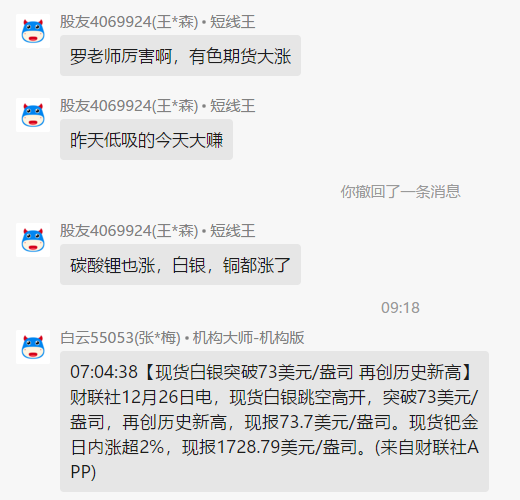 股友4069924(王*森) • 短线王
罗老师厉害啊，有色期货大涨
股友4069924(王*森) • 短线王
昨天低吸的今天大赚
你撤回了一条消息
股友4069924(王*森) • 短线王
碳酸锂也涨，白银，铜都涨了
09:18
白云55053(张*梅) • 机构大师-机构版
07:04:38【现货白银突破73美元/盎司 再创历史新高】
财联社12月26日电，现货白银跳空高开，突破73美元/
盎司，再创历史新高，现报73.7美元/盎司。现货钯金
日内涨超2%，现报1728.79美元/盎司。(来自财联社A
PP)